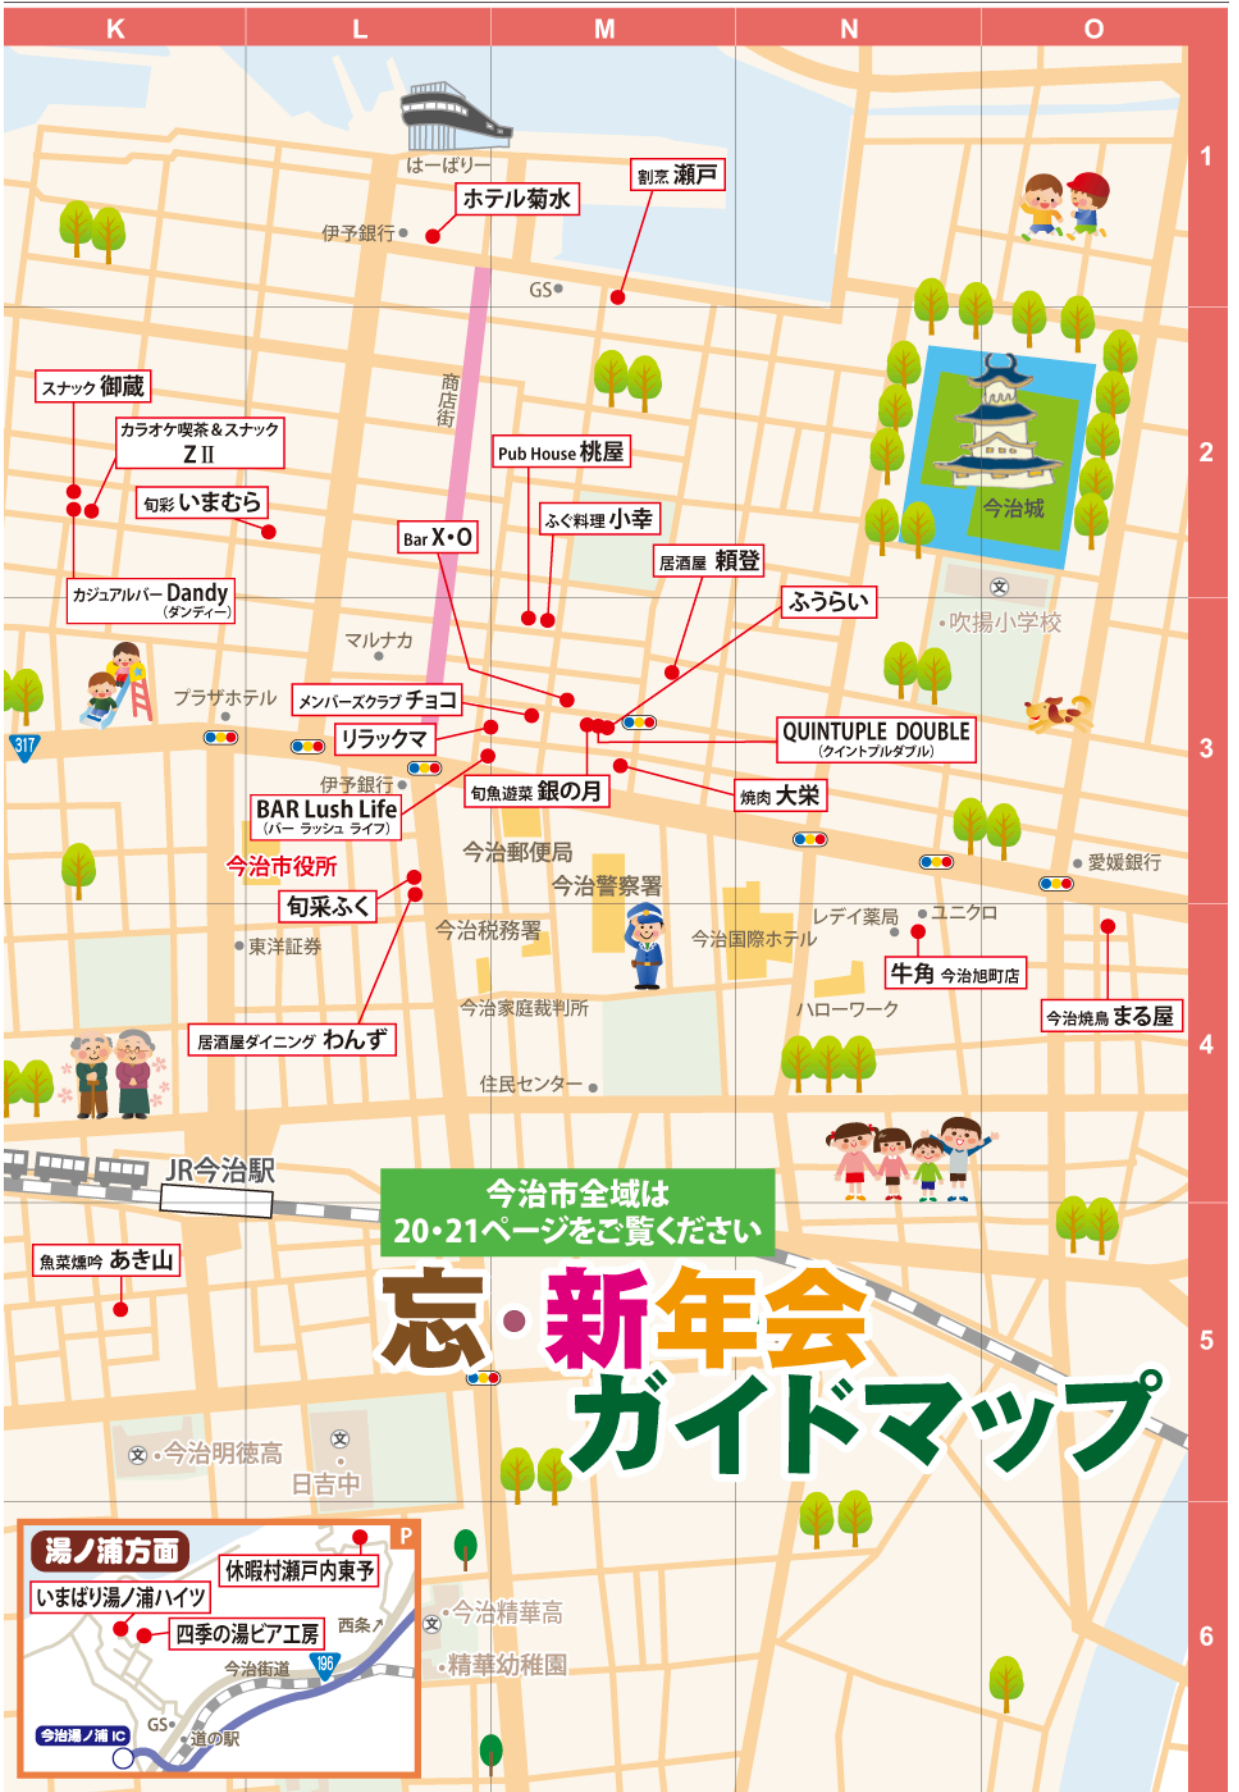 K
L
M
N
O
1
2
3
4
5
6
はーばりー
割烹 瀬戸
ホテル菊水
伊予銀行
GS
商店街
スナック 御蔵
カラオケ喫茶&スナック
ZⅡ
旬彩 いまむら
カジュアルバー Dandy
(ダンディー)
Pub House 桃屋
ふぐ料理 小幸
Bar X・O
居酒屋 頼登
ふうらい
今治城
文
吹揚小学校
マルナカ
プラザホテル
317
メンバーズクラブ チョコ
リラックマ
QUINTUPLE DOUBLE
(クイントプルダブル)
伊予銀行
旬魚遊菜 銀の月
焼肉 大栄
BAR Lush Life
(バー ラッシュ ライフ)
今治市役所
今治郵便局
今治警察署
愛媛銀行
旬采ふく
今治税務署
東洋証券
今治国際ホテル
レデイ薬局
ユニクロ
牛角 今治旭町店
今治焼鳥 まる屋
今治家庭裁判所
ハローワーク
居酒屋ダイニング わんず
住民センター
JR今治駅
今治市全域は
20・21ページをご覧ください
魚菜燻吟 あき山
忘・新年会
ガイドマップ
文
今治明徳高
文
日吉中
湯ノ浦方面
P
休暇村瀬戸内東予
いまばり湯ノ浦ハイツ
四季の湯ビア工房
西条↗
今治街道
196
GS
道の駅
今治湯ノ浦IC
文
今治精華高
精華幼稚園